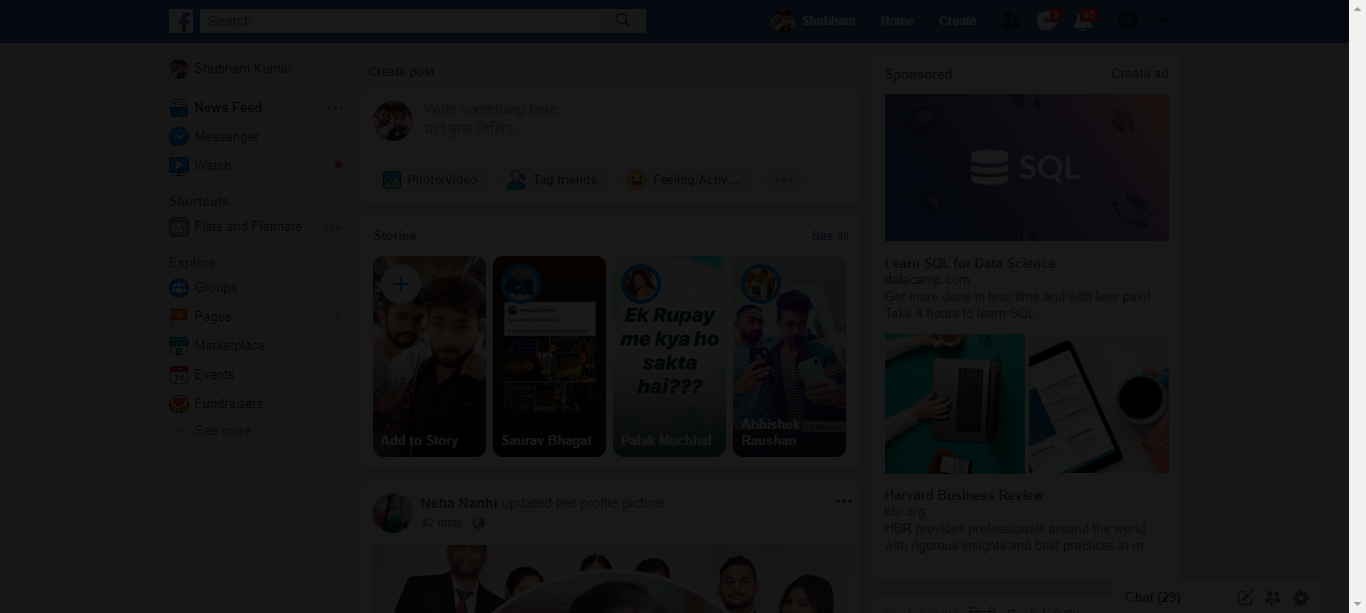 Search
Shubham Home Create 3 85
Shubham Kumar
News Feed
Messenger
Watch
Shortcuts
Flats and Flatmate... 20+
Explore
Groups
Pages
Marketplace
14 Events
Fundraisers
See more...
Create post
Write something here...
यहां कुछ लिखिए...
Photo/Video Tag friends Feeling/Activ...
Stories See all
Add to Story
Saurav Bhagat
Ek Rupay
me kya ho
sakta
hai???
Palak Muchhal
Abhishek
Raushan
Neha Nanhi updated her profile picture.
42 mins
Sponsored Create ad
SQL
Learn SQL for Data Science
datacamp.com
Get more done in less time and with less pain!
Take 4 hours to learn SQL
Harvard Business Review
hbr.org
HBR provides professionals around the world
with rigorous insights and best practices in m...
Chat (29)